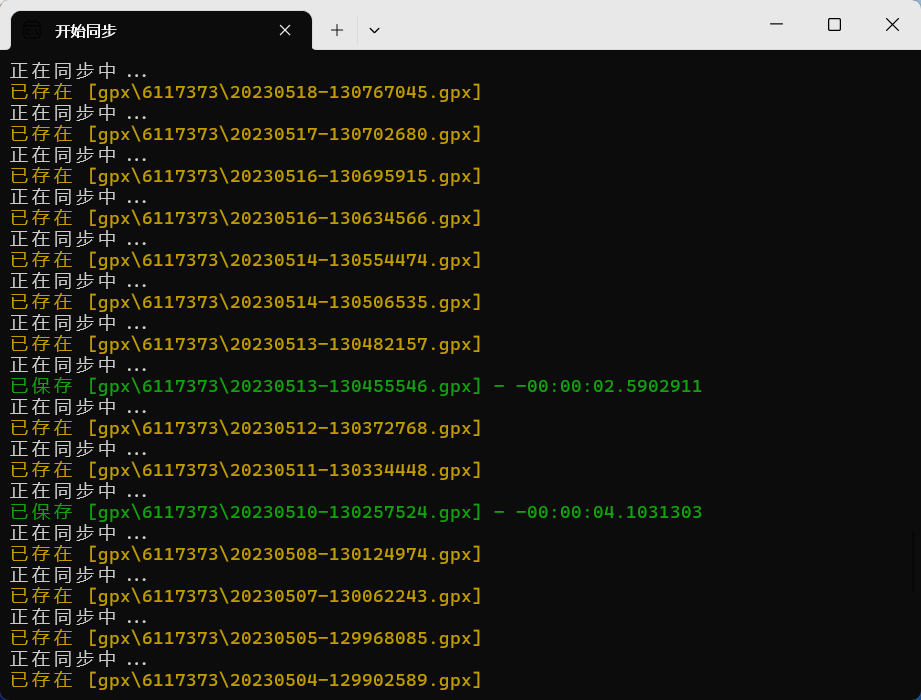 开始同步
正在同步中 ...
已存在 [gpx\6117373\20230518-130767045.gpx]
正在同步中 ...
已存在 [gpx\6117373\20230517-130702680.gpx]
正在同步中 ...
已存在 [gpx\6117373\20230516-130695915.gpx]
正在同步中 ...
已存在 [gpx\6117373\20230516-130634566.gpx]
正在同步中 ...
已存在 [gpx\6117373\20230514-130554474.gpx]
正在同步中 ...
已存在 [gpx\6117373\20230514-130506535.gpx]
正在同步中 ...
已存在 [gpx\6117373\20230513-130482157.gpx]
正在同步中 ...
已保存 [gpx\6117373\20230513-130455546.gpx] - -00:00:02.5902911
正在同步中 ...
已存在 [gpx\6117373\20230512-130372768.gpx]
正在同步中 ...
已存在 [gpx\6117373\20230511-130334448.gpx]
正在同步中 ...
已保存 [gpx\6117373\20230510-130257524.gpx] - -00:00:04.1031303
正在同步中 ...
已存在 [gpx\6117373\20230508-130124974.gpx]
正在同步中 ...
已存在 [gpx\6117373\20230507-130062243.gpx]
正在同步中 ...
已存在 [gpx\6117373\20230505-129968085.gpx]
正在同步中 ...
已存在 [gpx\6117373\20230504-129902589.gpx]